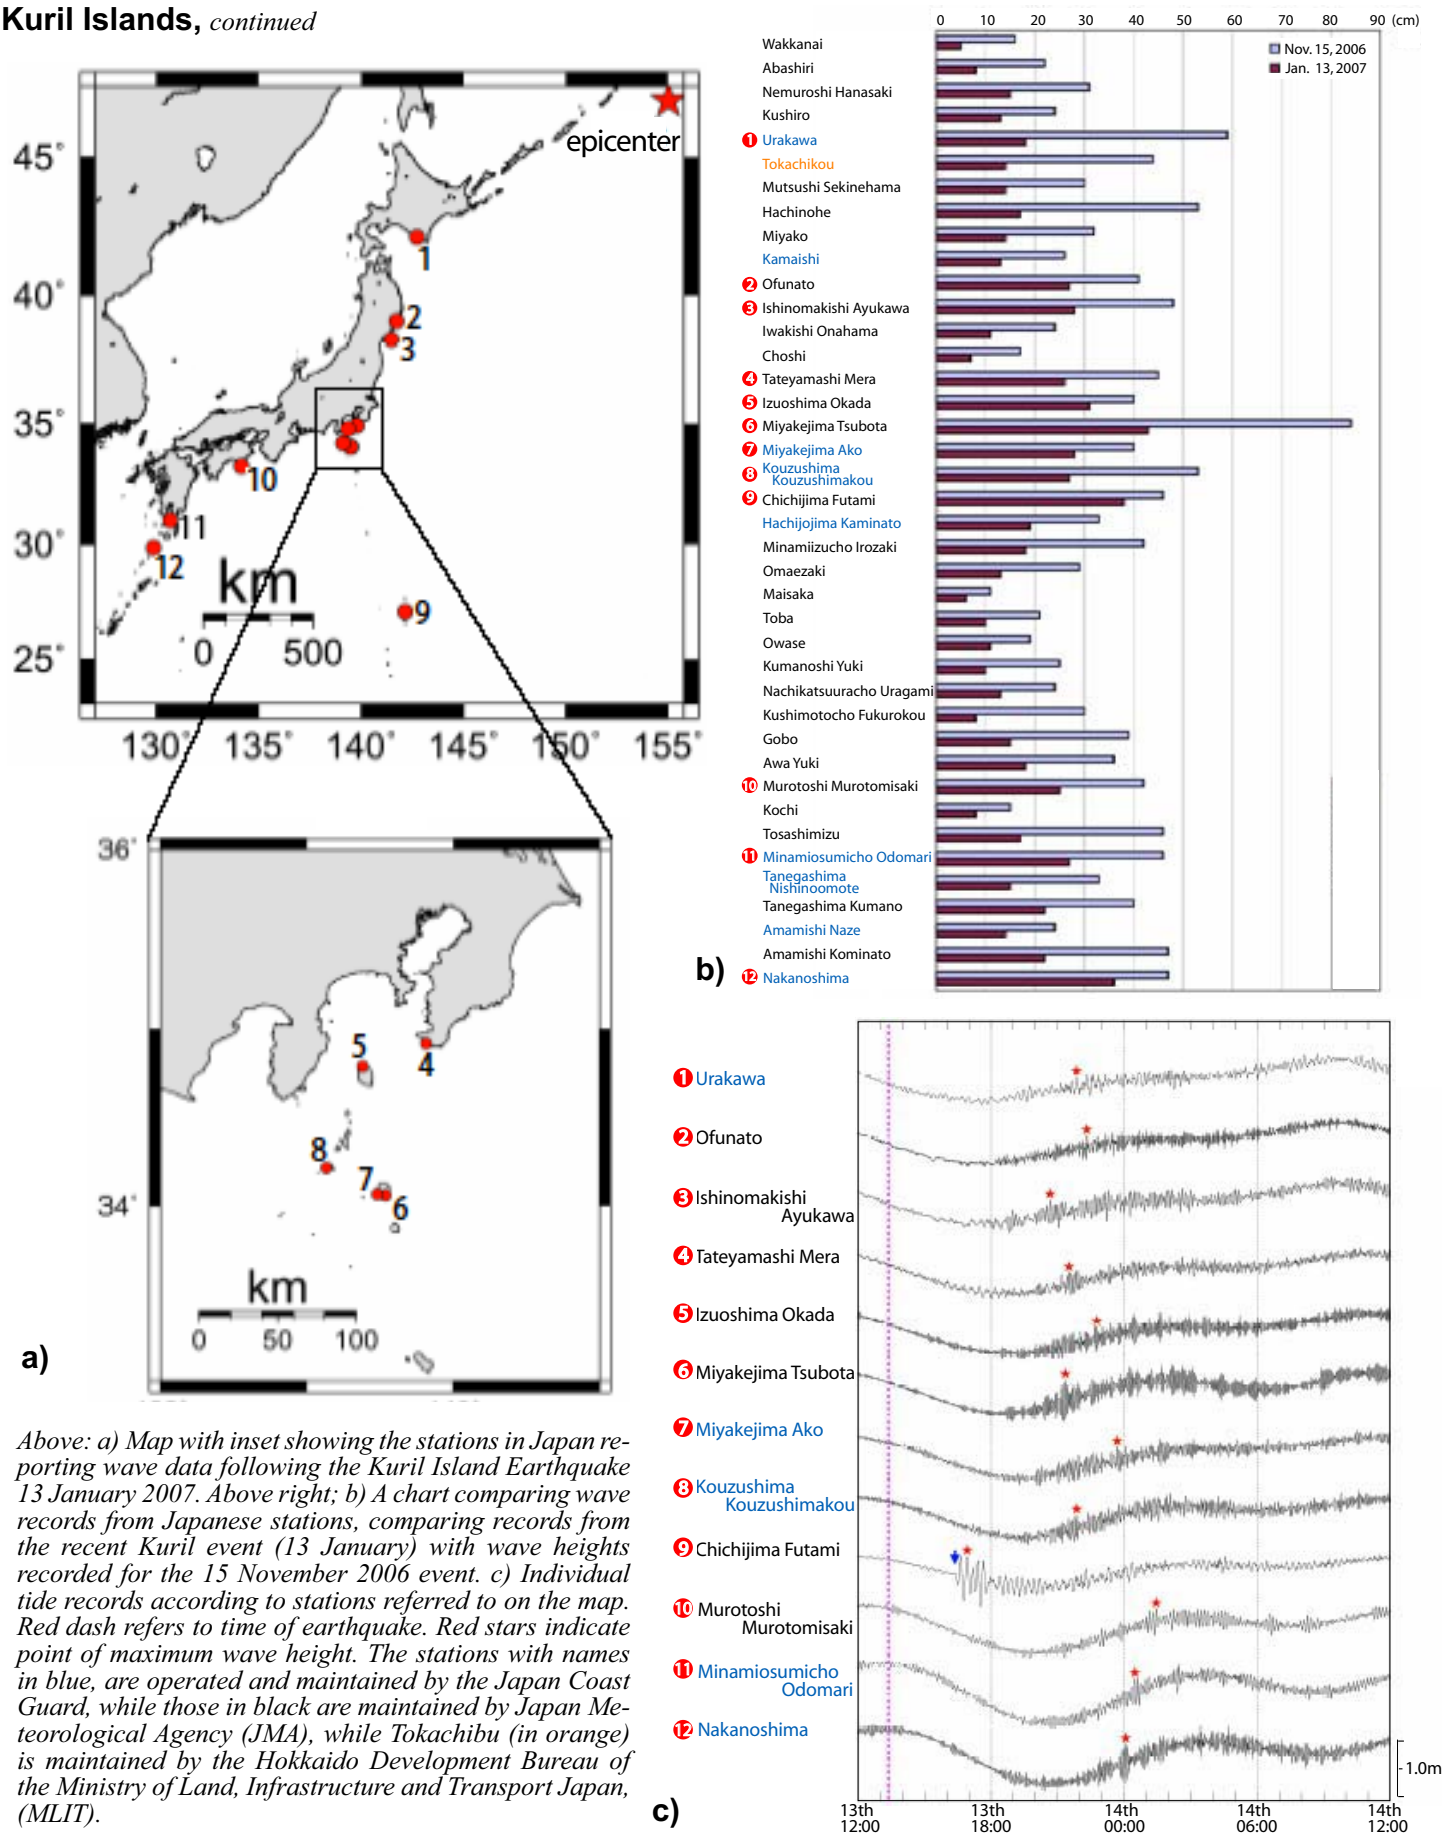 Kuril Islands, continued
epicenter
45°
40°
35°
30°
25°
1
2
3
10
11
12
9
km
0 500
130° 135° 140° 145° 150° 155°
36°
34°
5
4
8
7
6
km
0 50 100
a)
0 10 20 30 40 50 60 70 80 90 (cm)
Nov. 15, 2006
Jan. 13, 2007
Wakkanai
Abashiri
Nemuroshi Hanasaki
Kushiro
1 Urakawa
Tokachikou
Mutsushi Sekinehama
Hachinohe
Miyako
Kamaishi
2 Ofunato
3 Ishinomakishi Ayukawa
Iwakishi Onahama
Choshi
4 Tateyamashi Mera
5 Izuoshima Okada
6 Miyakejima Tsubota
7 Miyakejima Ako
8 Kouzushima
Kouzushimakou
9 Chichijima Futami
Hachijojima Kaminato
Minamiizucho Irozaki
Omaezaki
Maisaka
Toba
Owase
Kumanoshi Yuki
Nachikatsuuracho Uragami
Kushimotocho Fukurokou
Gobo
Awa Yuki
10 Murotoshi Murotomisaki
Kochi
Tosashimizu
11 Minamiosumicho Odomari
Tanegashima
Nishinoomote
Tanegashima Kumano
Amamishi Naze
Amamishi Kominato
12 Nakanoshima
b)
1 Urakawa
2 Ofunato
3 Ishinomakishi
Ayukawa
4 Tateyamashi Mera
5 Izuoshima Okada
6 Miyakejima Tsubota
7 Miyakejima Ako
8 Kouzushima
Kouzushimakou
9 Chichijima Futami
10 Murotoshi
Murotomisaki
11 Minamiosumicho
Odomari
12 Nakanoshima
1.0m
c)
13th 13th 14th 14th 14th
12:00 18:00 00:00 06:00 12:00
Above: a) Map with inset showing the stations in Japan re-
porting wave data following the Kuril Island Earthquake
13 January 2007. Above right; b) A chart comparing wave
records from Japanese stations, comparing records from
the recent Kuril event (13 January) with wave heights
recorded for the 15 November 2006 event. c) Individual
tide records according to stations referred to on the map.
Red dash refers to time of earthquake. Red stars indicate
point of maximum wave height. The stations with names
in blue, are operated and maintained by the Japan Coast
Guard, while those in black are maintained by Japan Me-
teorological Agency (JMA), while Tokachibu (in orange)
is maintained by the Hokkaido Development Bureau of
the Ministry of Land, Infrastructure and Transport Japan,
(MLIT).